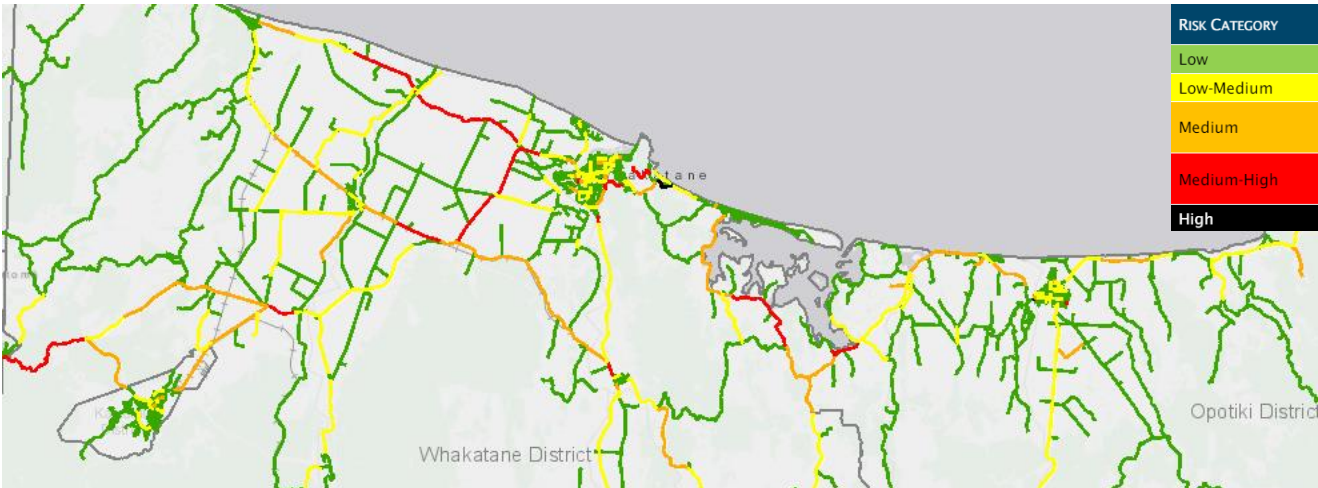 RISK CATEGORY
Low
Low-Medium
Medium
Medium-High
High
Whakatane District
Opotiki District